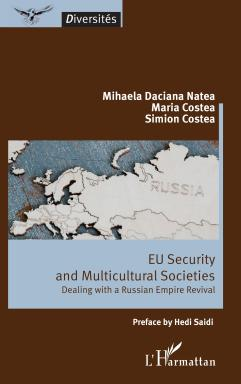 Diversités
Mihaela Daciana Natea
Maria Costea
Simion Costea
RUSSIA
EU Security
and Multicultural Societies
Dealing with a Russian Empire Revival
Preface by Hedi Saidi
L'Harmattan